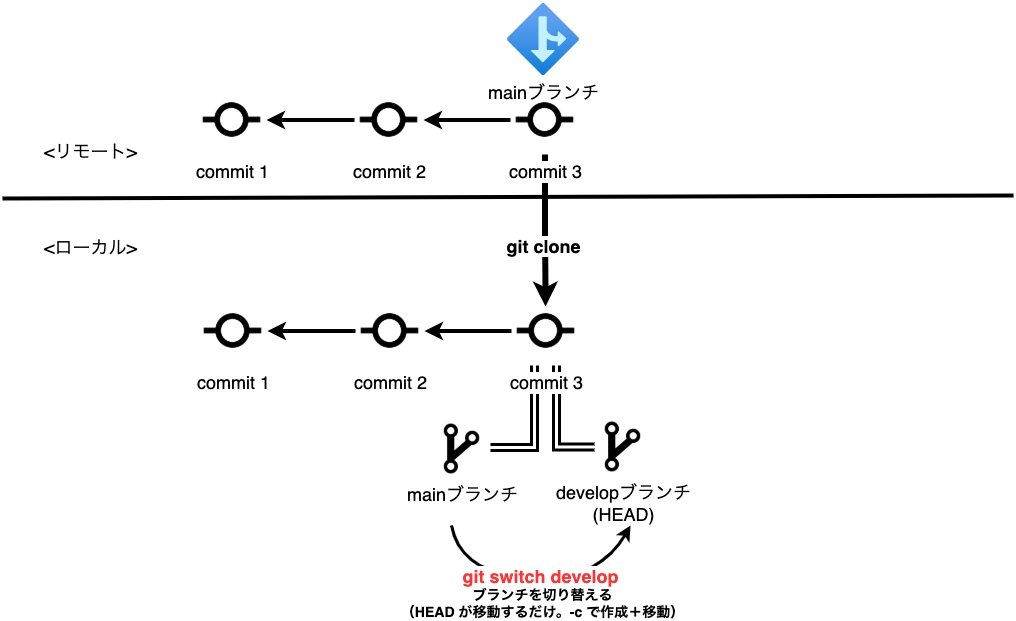 mainブランチ
<リモート>
commit 1
commit 2
commit 3
<ローカル>
git clone
commit 1
commit 2
commit 3
mainブランチ
developブランチ
(HEAD)
git switch develop
ブランチを切り替える
（HEAD が移動するだけ。-c で作成＋移動）